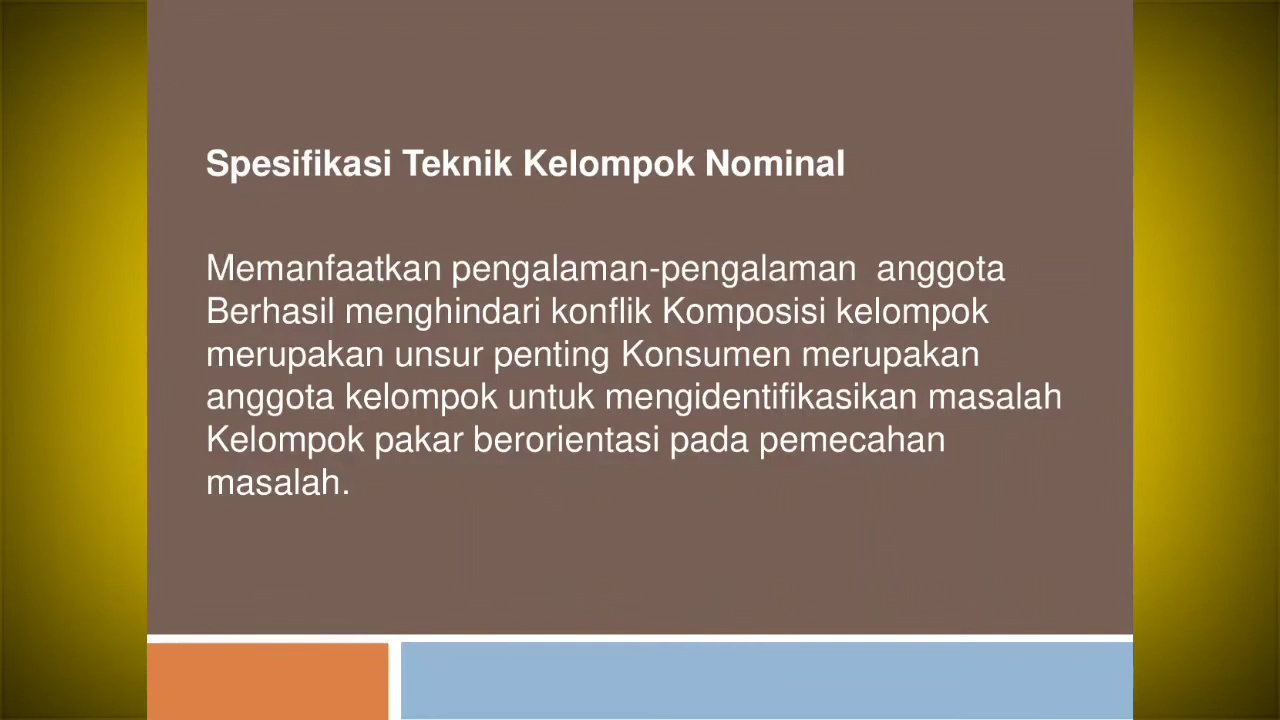 Spesifikasi Teknik Kelompok Nominal
Memanfaatkan pengalaman-pengalaman  anggota
Berhasil menghindari konflik Komposisi kelompok
merupakan unsur penting Konsumen merupakan
anggota kelompok untuk mengidentifikasikan masalah
Kelompok pakar berorientasi pada pemecahan
masalah.